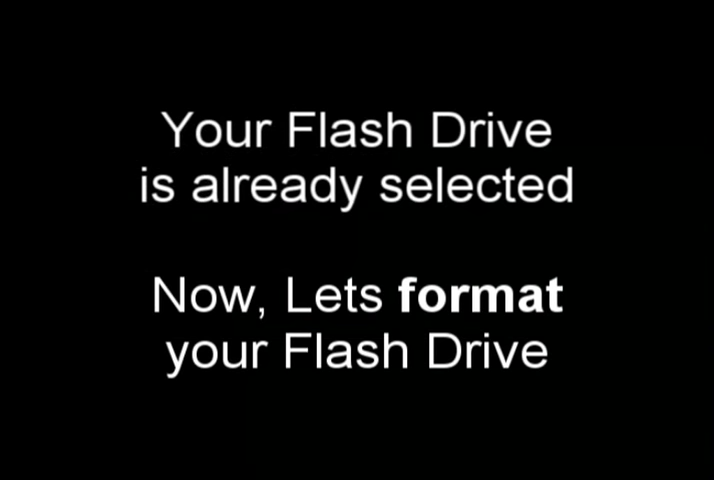 Your Flash Drive
is already selected
Now, Lets format
your Flash Drive